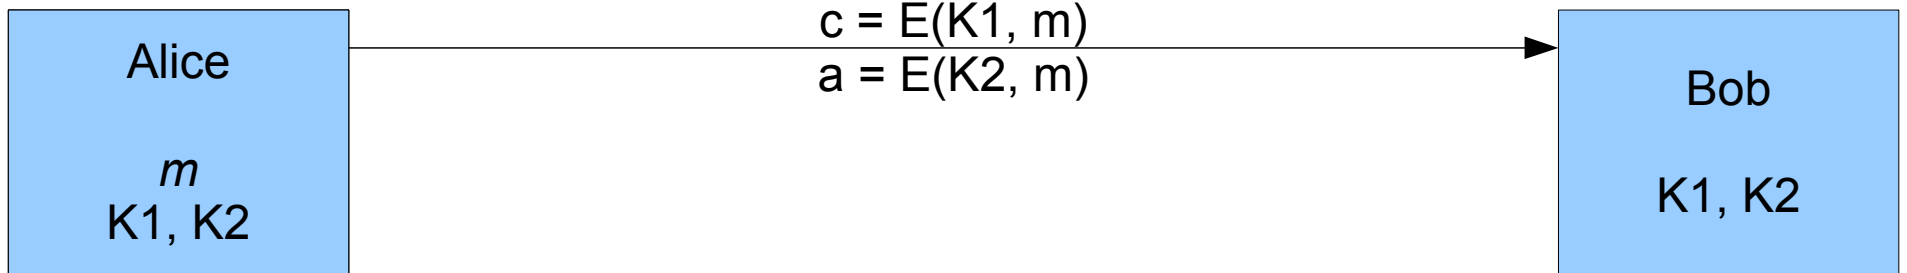 Alice
m
K1, K2
c = E(K1, m)
a = E(K2, m)
Bob
K1, K2